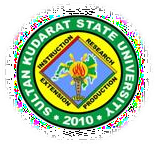 SULTAN KUDARAT STATE UNIVERSITY
INSTRUCTION
RESEARCH
EXTENSION
PRODUCTION
2010